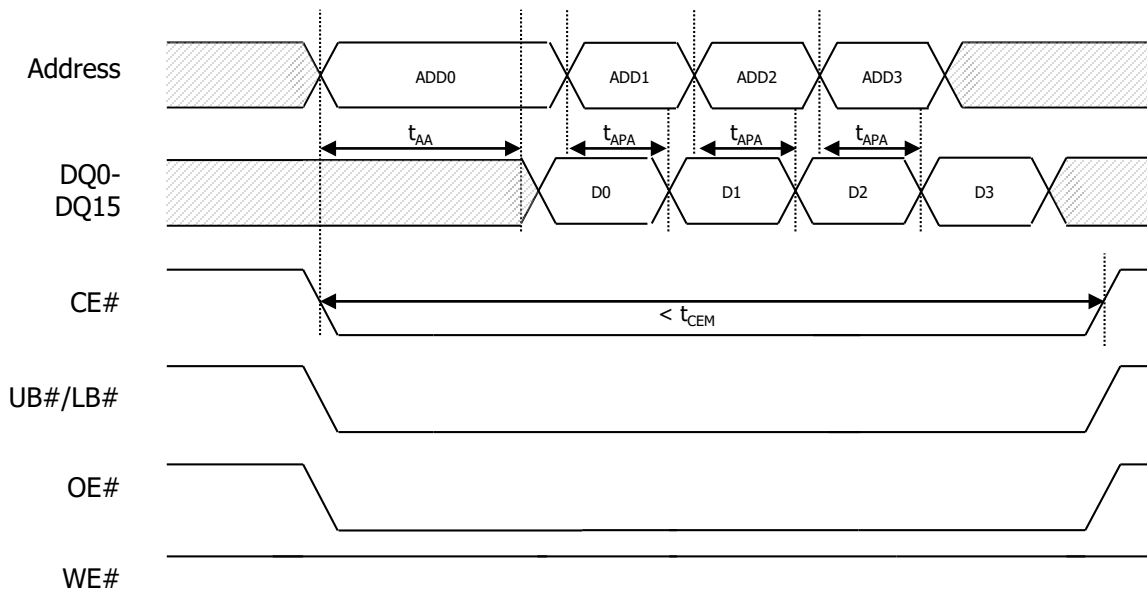 Address
ADD0
ADD1
ADD2
ADD3
tAA
tAPA
tAPA
tAPA
DQ0-
DQ15
D0
D1
D2
D3
CE#
< tCEM
UB#/LB#
OE#
WE#